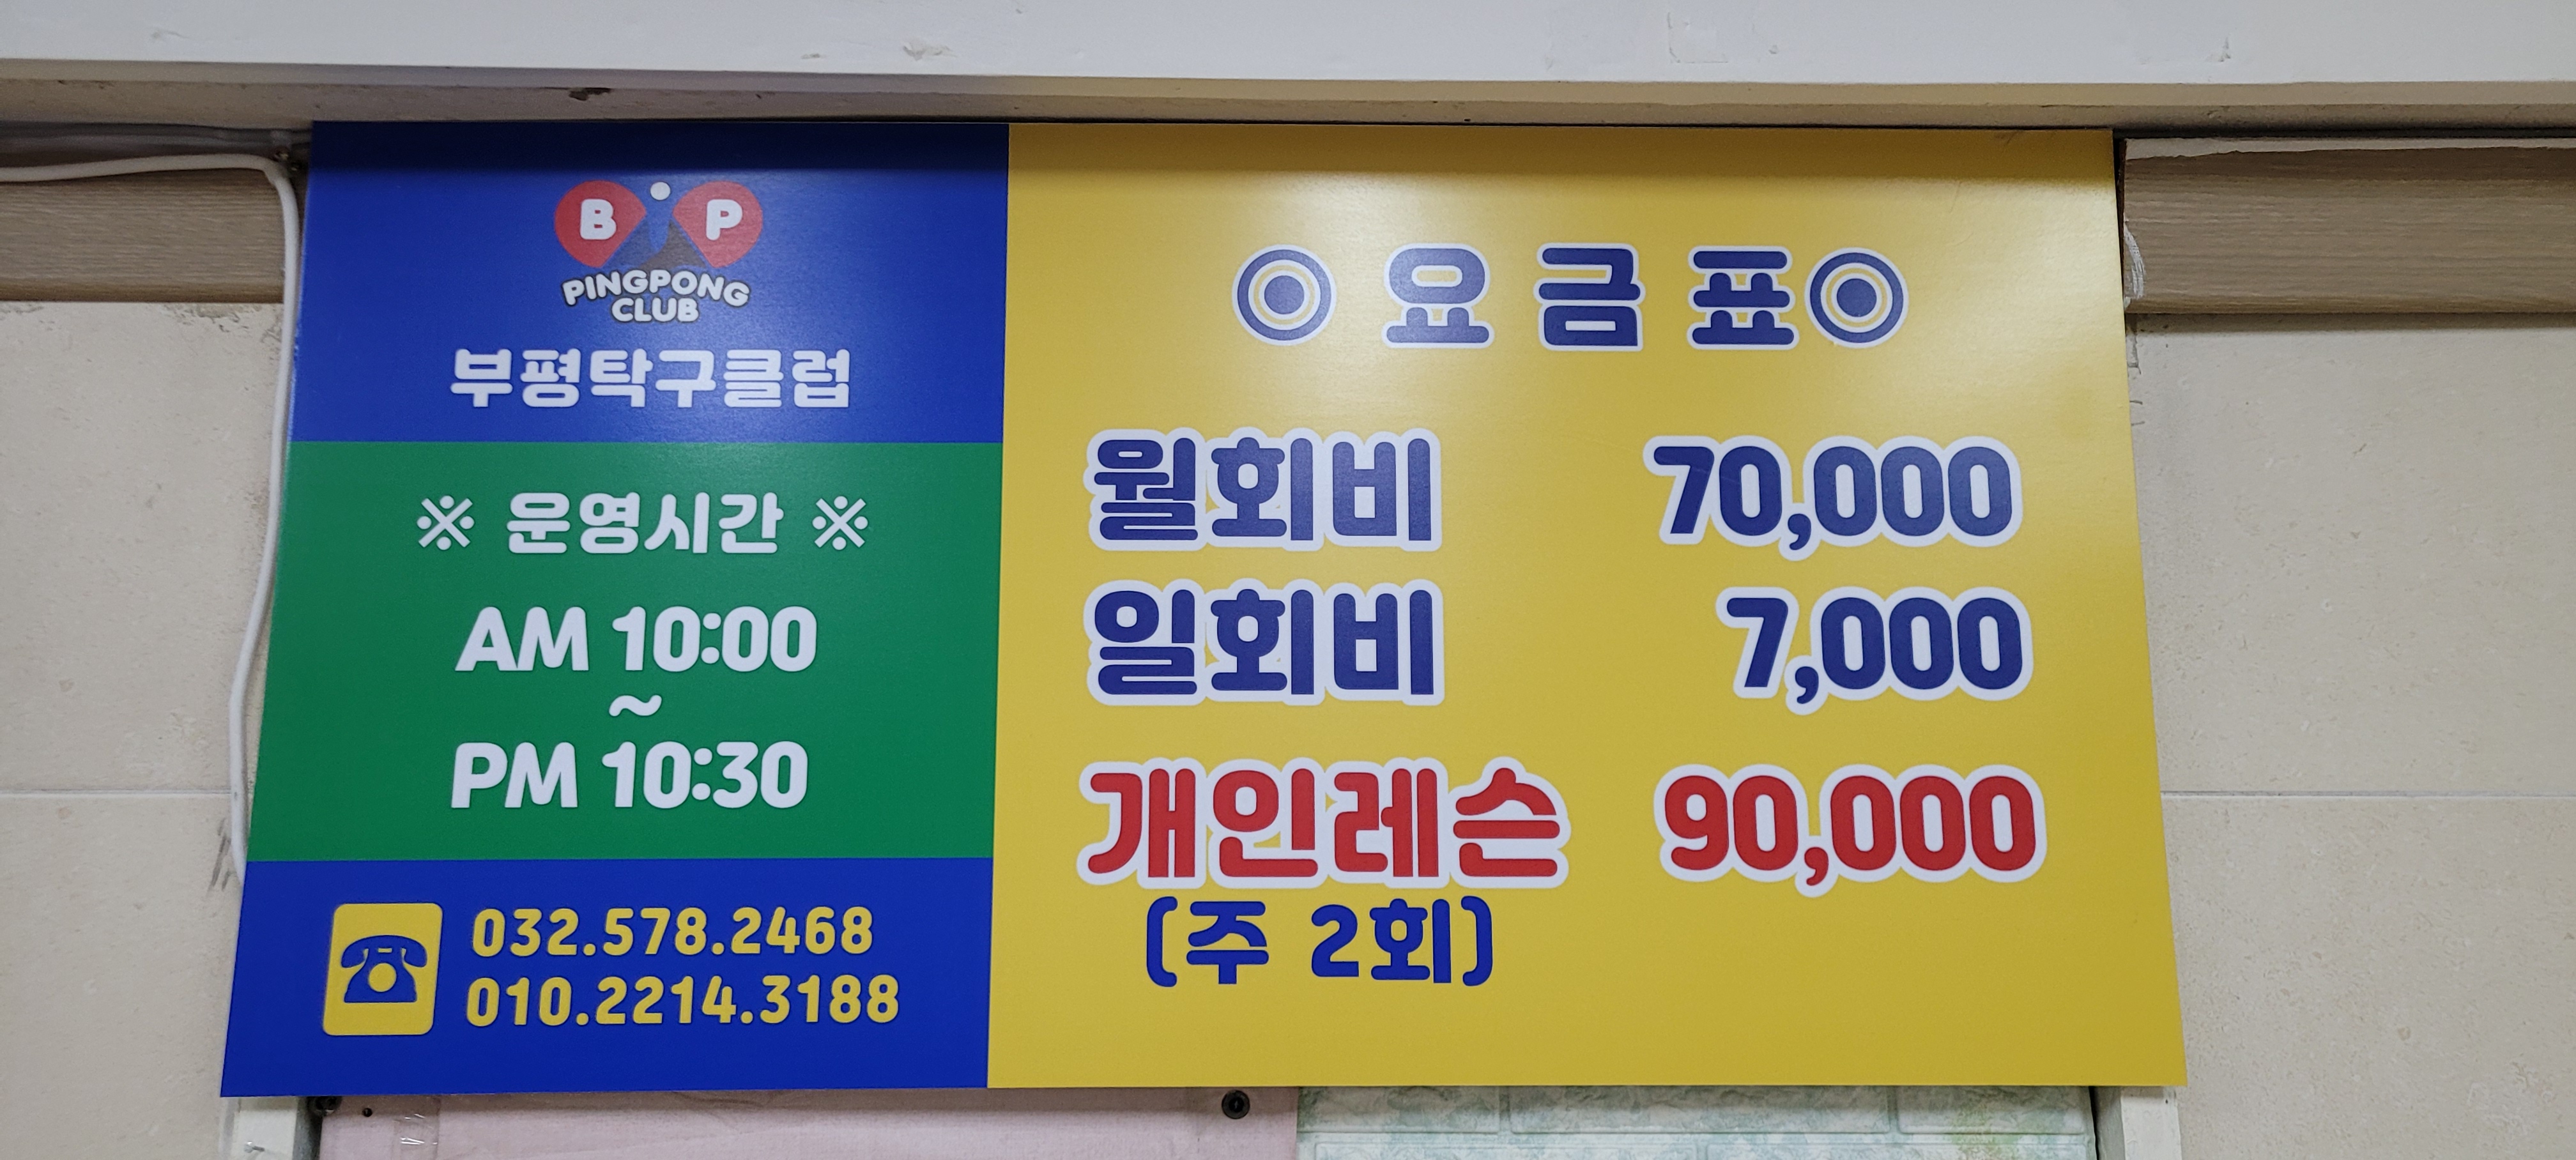 B P
PINGPONG
CLUB
부평탁구클럽
※ 운영시간 ※
AM 10:00
~
PM 10:30
032.578.2468
010.2214.3188
◎ 요 금 표 ◎
월회비 70,000
일회비 7,000
개인레슨 90,000
(주 2회)